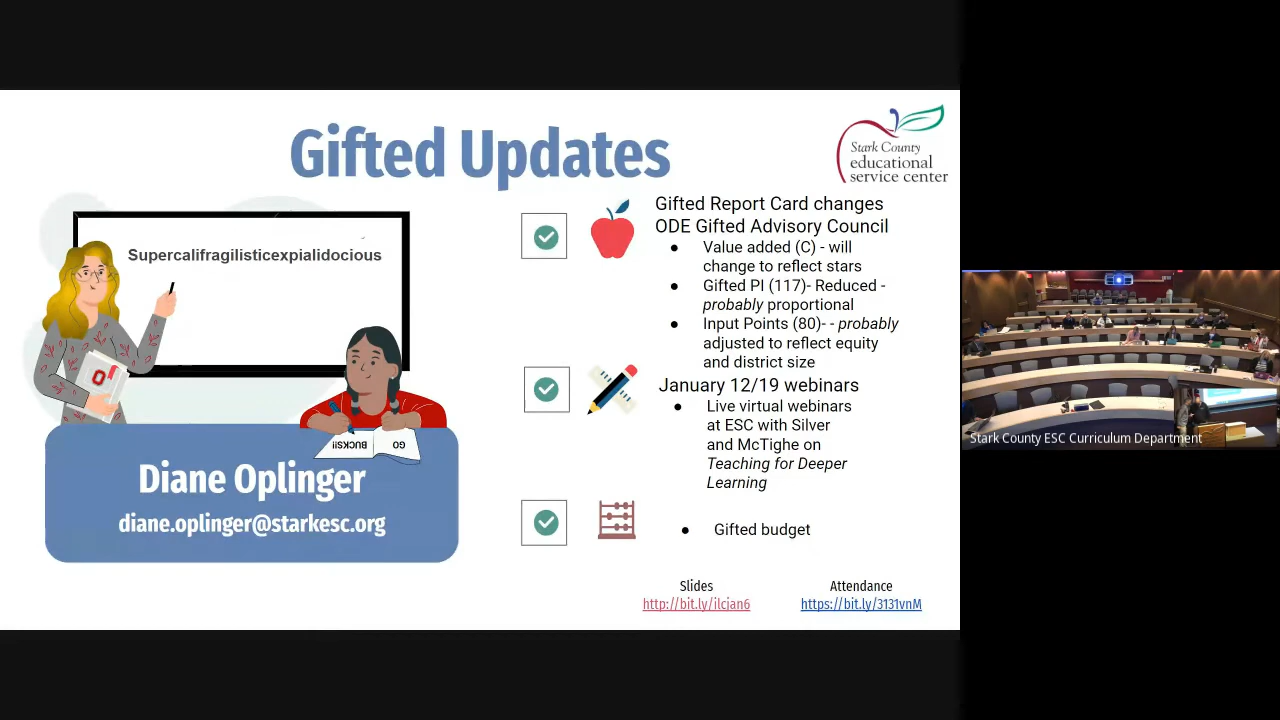 Gifted Updates
Stark County
educational
service center
Supercalifragilisticexpialidocious
O
GO
BUCKS!!
Diane Oplinger
diane.oplinger@starkesc.org
Gifted Report Card changes
ODE Gifted Advisory Council
● Value added (C) - will
change to reflect stars
● Gifted PI (117)- Reduced -
probably proportional
● Input Points (80)- - probably
adjusted to reflect equity
and district size
January 12/19 webinars
● Live virtual webinars
at ESC with Silver
and McTighe on
Teaching for Deeper
Learning
● Gifted budget
Slides
http://bit.ly/ilcjan6
Attendance
https://bit.ly/3131vnM
Stark County ESC Curriculum Department